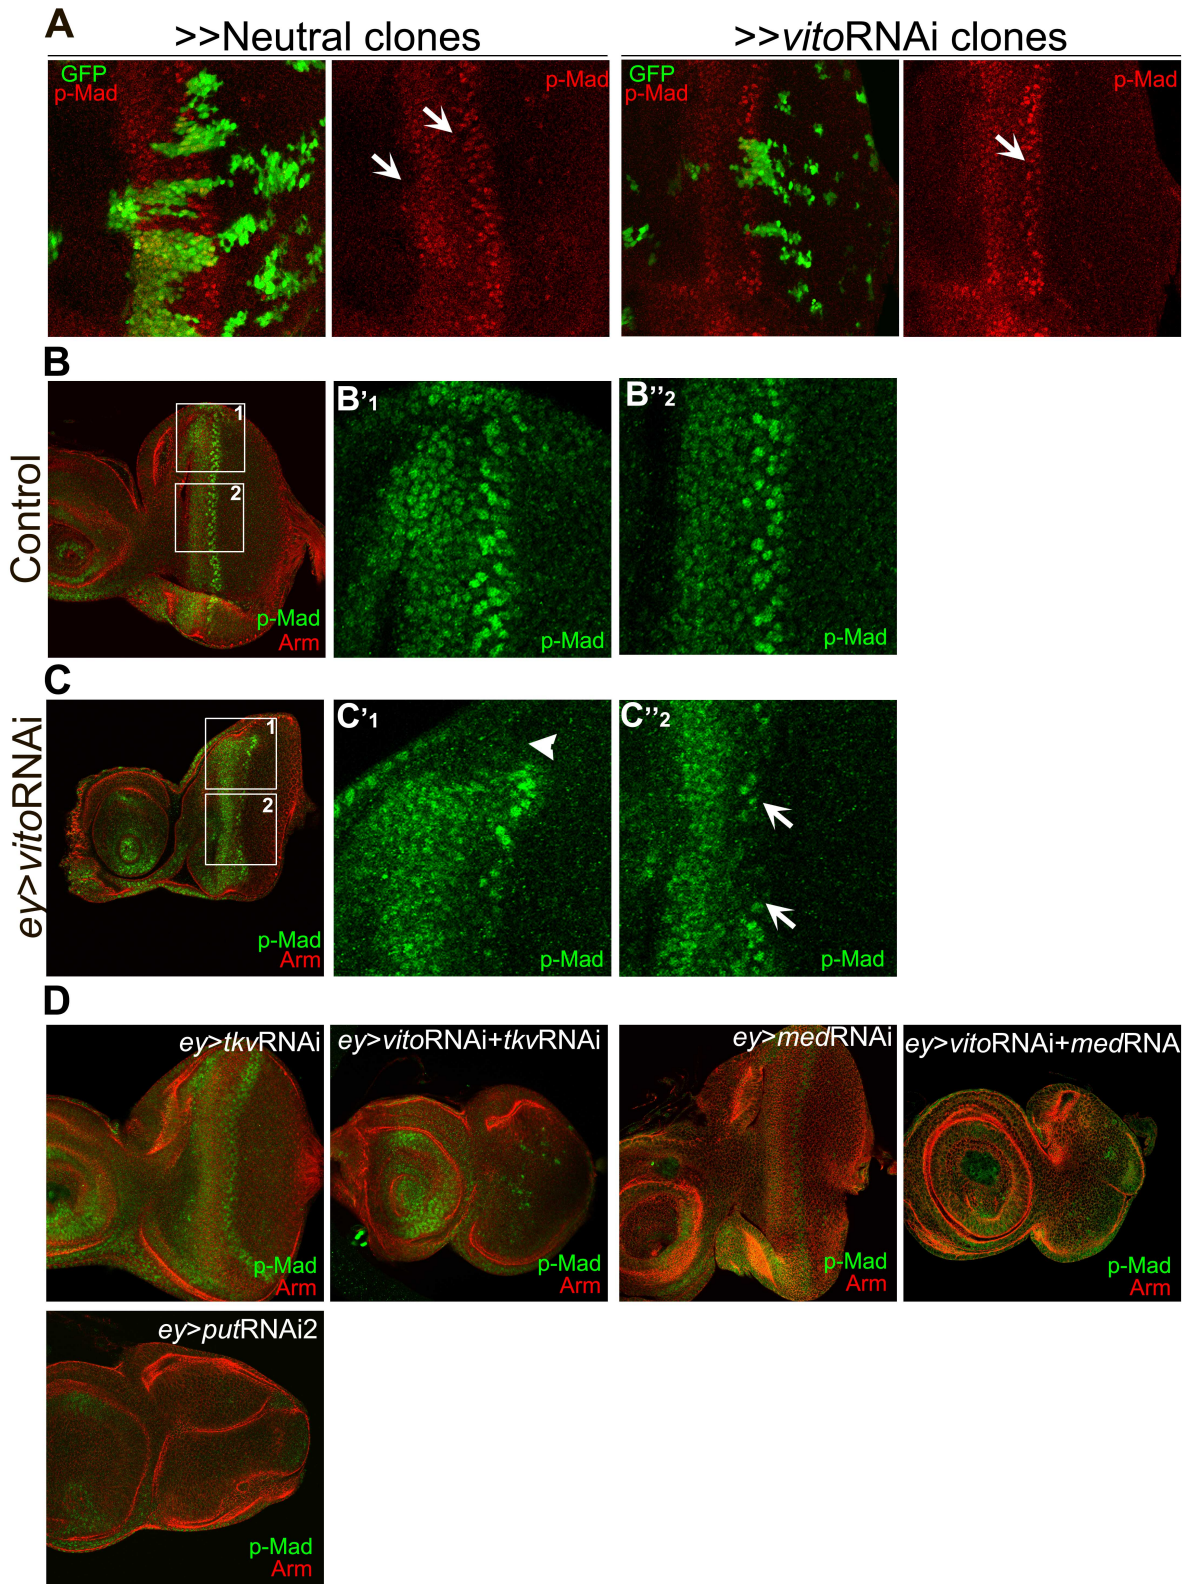 A
>>Neutral clones
>>vitoRNAi clones
GFP
p-Mad
p-Mad
GFP
p-Mad
p-Mad
B
Control
1
2
p-Mad
Arm
B’1
p-Mad
B’’2
p-Mad
C
ey>vitoRNAi
1
2
p-Mad
Arm
C’1
p-Mad
C’’2
p-Mad
D
ey>tkvRNAi
p-Mad
Arm
ey>vitoRNAi+tkvRNAi
p-Mad
Arm
ey>medRNAi
p-Mad
Arm
ey>vitoRNAi+medRNA
p-Mad
Arm
ey>putRNAi2
p-Mad
Arm